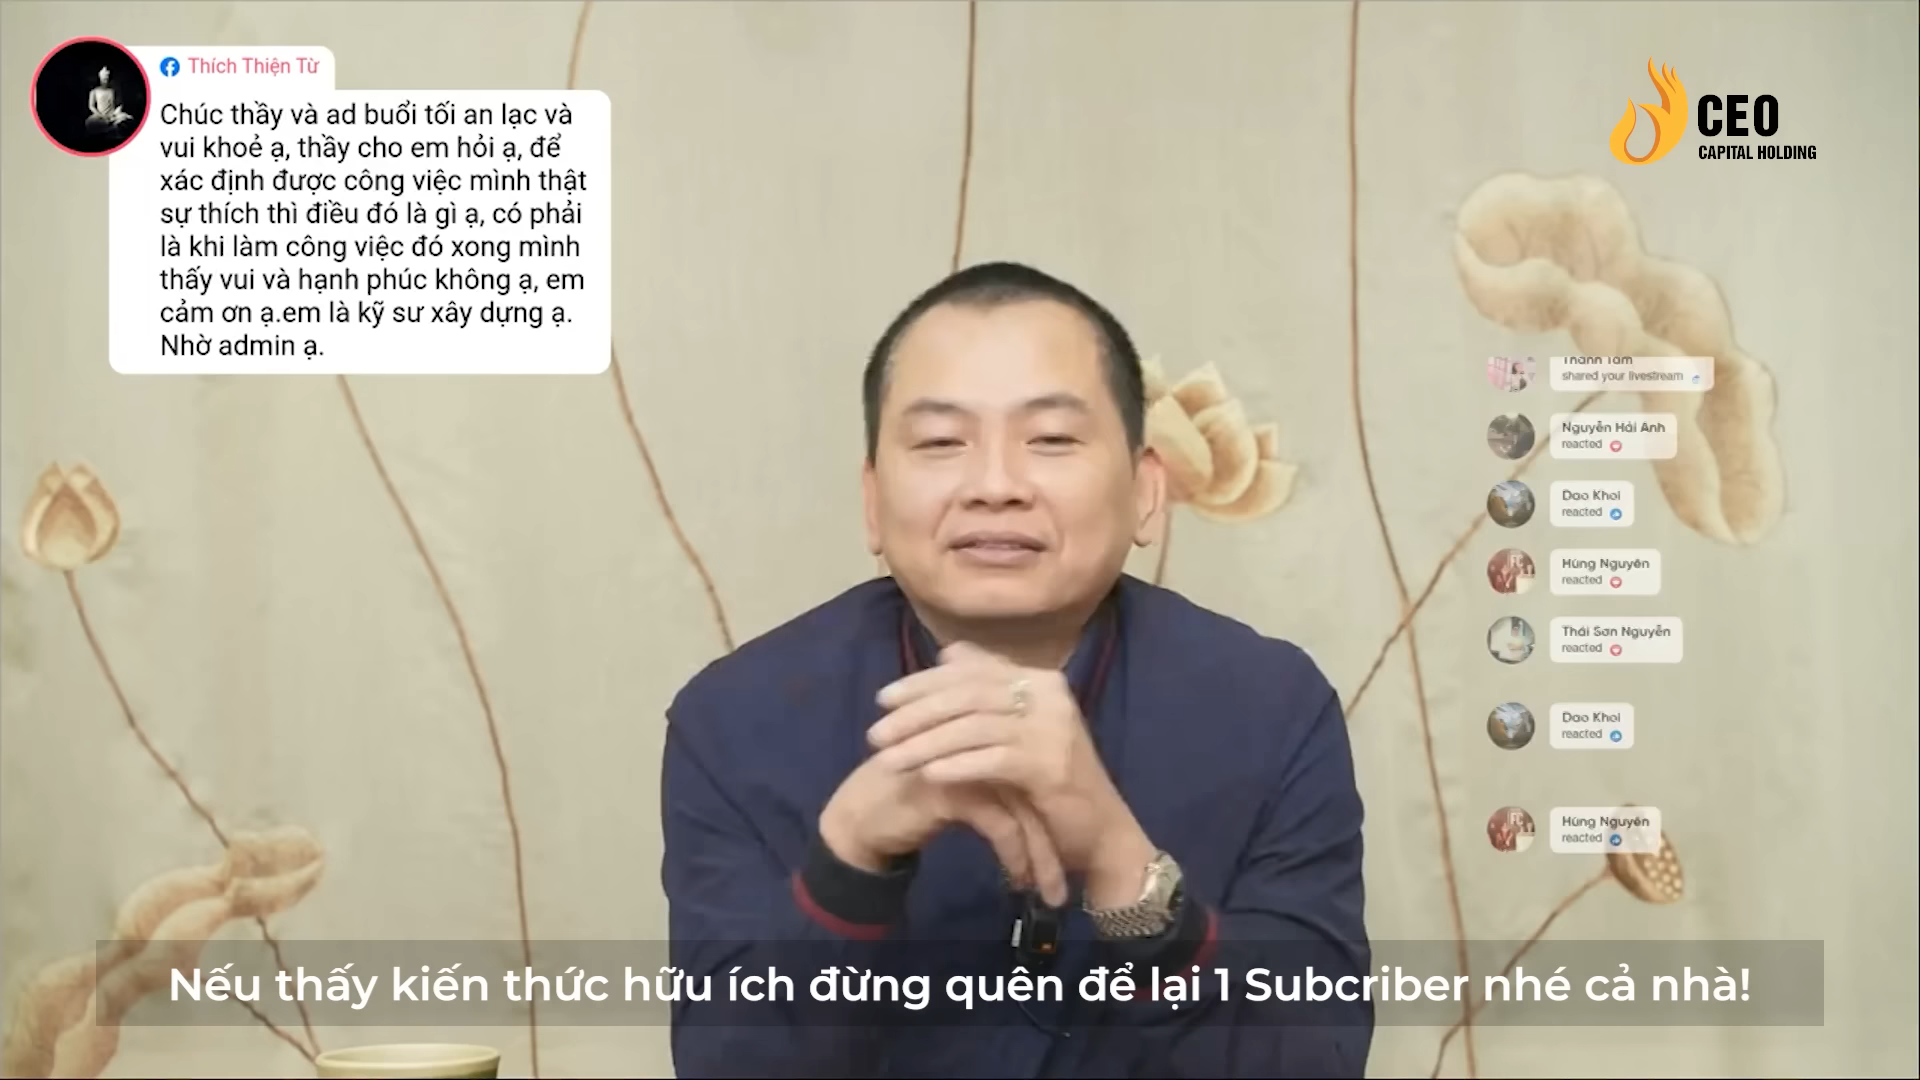 Thích Thiện Từ
Chúc thầy và ad buổi tối an lạc và
vui khoẻ ạ, thầy cho em hỏi ạ, để
xác định được công việc mình thật
sự thích thì điều đó là gì ạ, có phải
là khi làm công việc đó xong mình
thấy vui và hạnh phúc không ạ, em
cảm ơn ạ.em là kỹ sư xây dựng ạ.
Nhờ admin ạ.
CEO
CAPITAL HOLDING
Thanh Tâm
shared your livestream
Nguyễn Hải Anh
reacted
Dao Khoi
reacted
Hùng Nguyên
reacted
Thái Sơn Nguyễn
reacted
Dao Khoi
reacted
Hùng Nguyên
reacted
Nếu thấy kiến thức hữu ích đừng quên để lại 1 Subcriber nhé cả nhà!